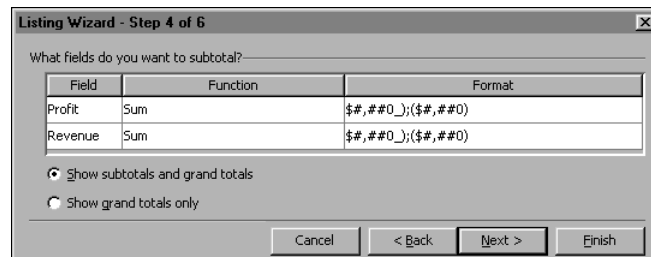 Listing Wizard - Step 4 of 6
What fields do you want to subtotal?
Field Function Format
Profit Sum $#,##0_);($#,##0)
Revenue Sum $#,##0_);($#,##0)
Show subtotals and grand totals
Show grand totals only
Cancel < Back Next > Finish